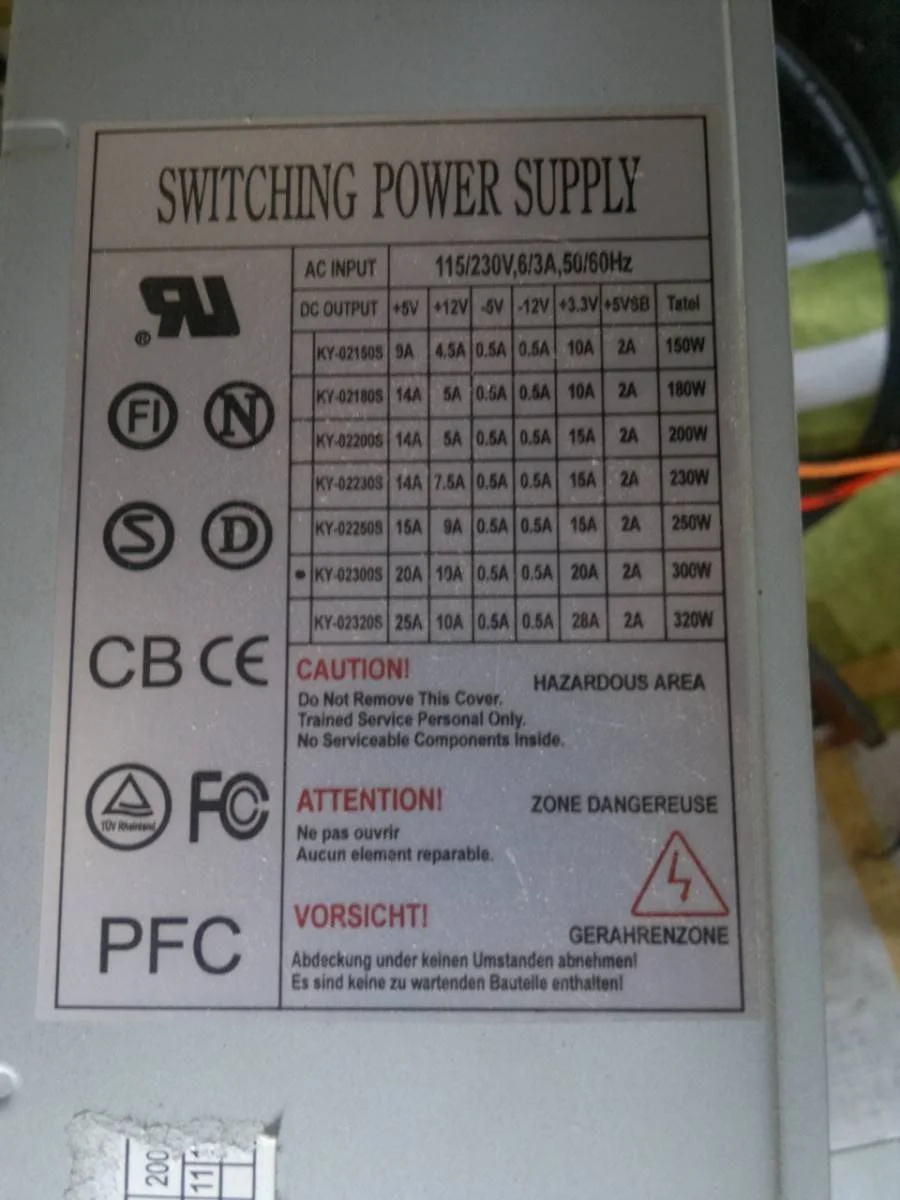 SWITCHING POWER SUPPLY
AC INPUT 115/230V,6/3A,50/60Hz
DC OUTPUT +5V +12V -5V -12V +3.3V +5VSB Tatel
KY-02150S 9A 4.5A 0.5A 0.5A 10A 2A 150W
KY-02180S 14A 5A 0.5A 0.5A 10A 2A 180W
KY-02200S 14A 5A 0.5A 0.5A 15A 2A 200W
KY-02230S 14A 7.5A 0.5A 0.5A 15A 2A 230W
KY-02250S 15A 9A 0.5A 0.5A 15A 2A 250W
• KY-02300S 20A 10A 0.5A 0.5A 20A 2A 300W
KY-02320S 25A 10A 0.5A 0.5A 28A 2A 320W
RU ®
FI N
S D
CB CE
TÜV Rheinland FC
PFC
CAUTION! HAZARDOUS AREA
Do Not Remove This Cover.
Trained Service Personal Only.
No Serviceable Components Inside.
ATTENTION! ZONE DANGEREUSE
Ne pas ouvrir
Aucun element reparable.
VORSICHT!
GERAHRENZONE
Abdeckung under keinen Umstanden abnehmen!
Es sind keine zu wartenden Bauteile enthalten!
200
11